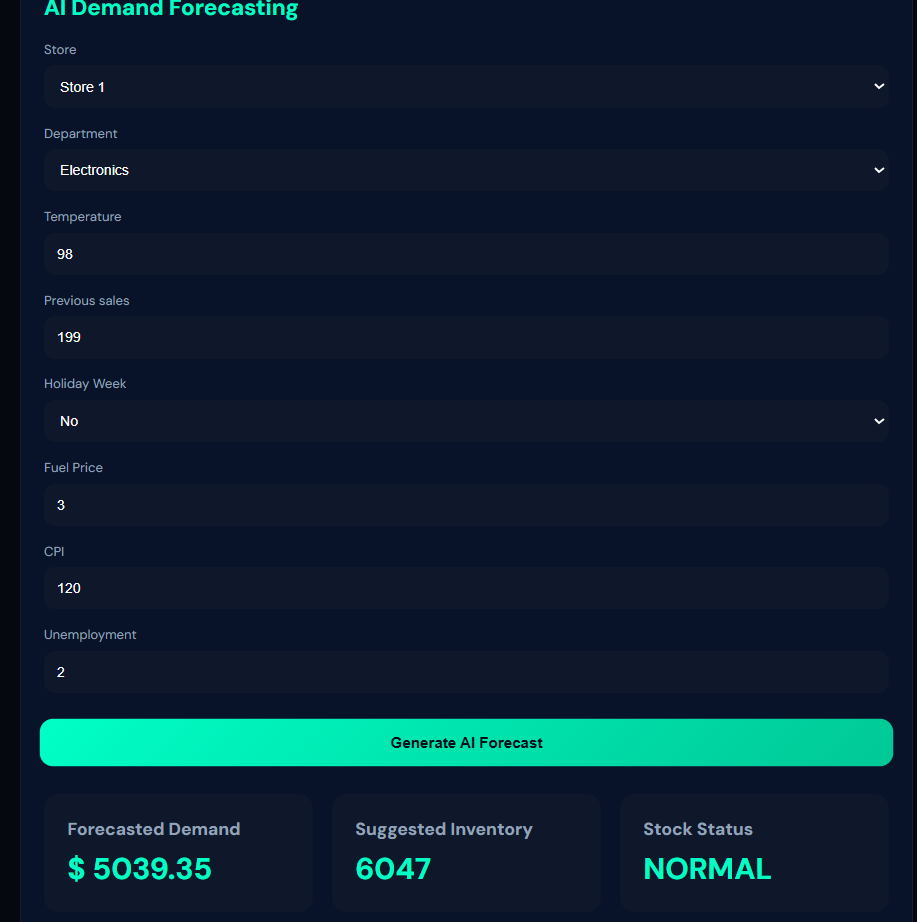 AI Demand Forecasting
Store
Store 1
Department
Electronics
Temperature
98
Previous sales
199
Holiday Week
No
Fuel Price
3
CPI
120
Unemployment
2
Generate AI Forecast
Forecasted Demand
$ 5039.35
Suggested Inventory
6047
Stock Status
NORMAL